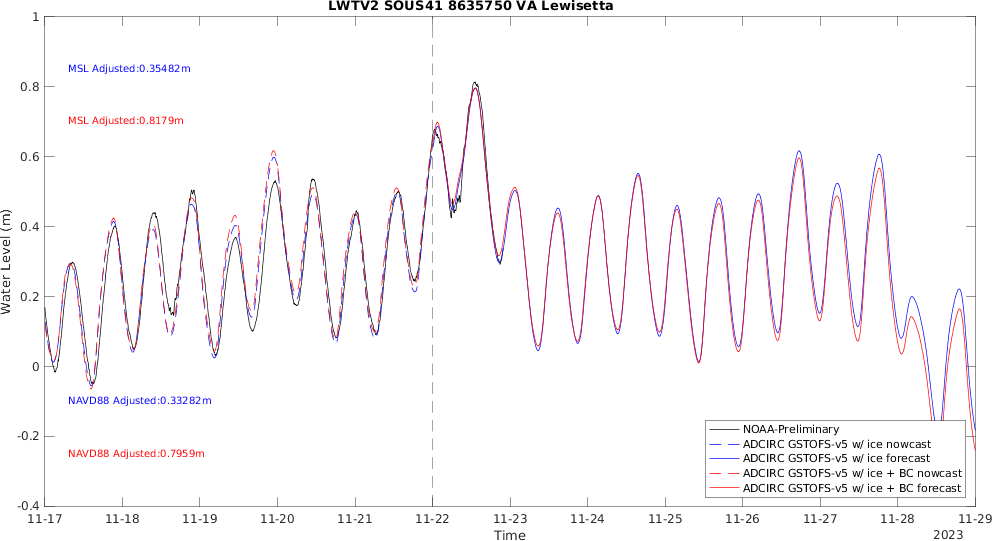 LWTV2 SOUS41 8635750 VA Lewisetta
1
0.8
0.6
0.4
0.2
0
-0.2
-0.4
Water Level (m)
MSL Adjusted:0.35482m
MSL Adjusted:0.8179m
NAVD88 Adjusted:0.33282m
NAVD88 Adjusted:0.7959m
NOAA-Preliminary
ADCIRC GSTOFS-v5 w/ ice nowcast
ADCIRC GSTOFS-v5 w/ ice forecast
ADCIRC GSTOFS-v5 w/ ice + BC nowcast
ADCIRC GSTOFS-v5 w/ ice + BC forecast
11-17 11-18 11-19 11-20 11-21 11-22 11-23 11-24 11-25 11-26 11-27 11-28 11-29
Time
2023